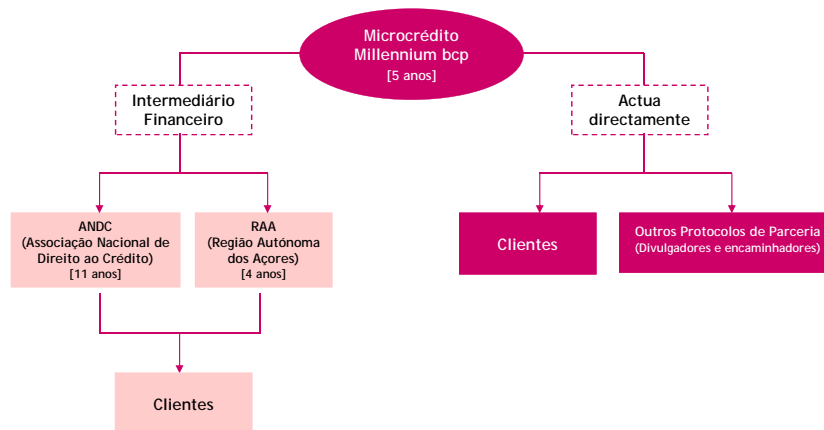 Microcrédito
Millennium bcp
[5 anos]
Intermediário
Financeiro
Actua
directamente
ANDC
(Associação Nacional de
Direito ao Crédito)
[11 anos]
RAA
(Região Autónoma
dos Açores)
[4 anos]
Clientes
Outros Protocolos de Parceria
(Divulgadores e encaminhadores)
Clientes